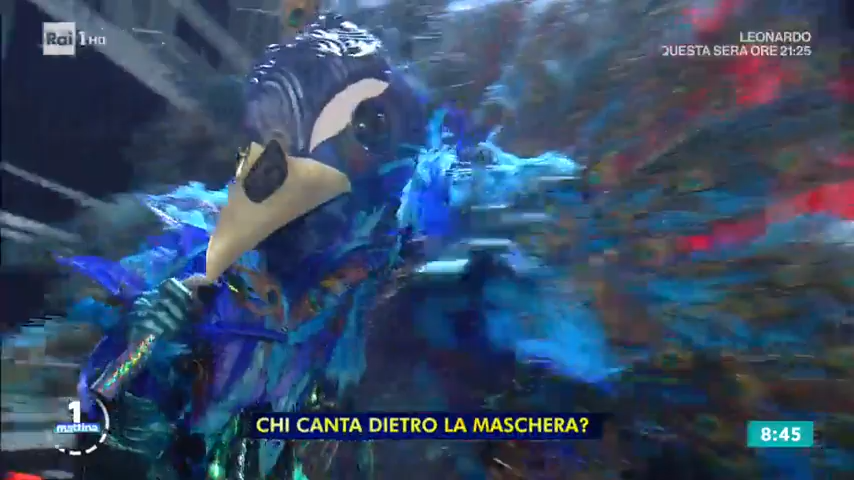 Rai 1 HD
LEONARDO
QUESTA SERA ORE 21:25
CHI CANTA DIETRO LA MASCHERA?
1
mattina
8:45